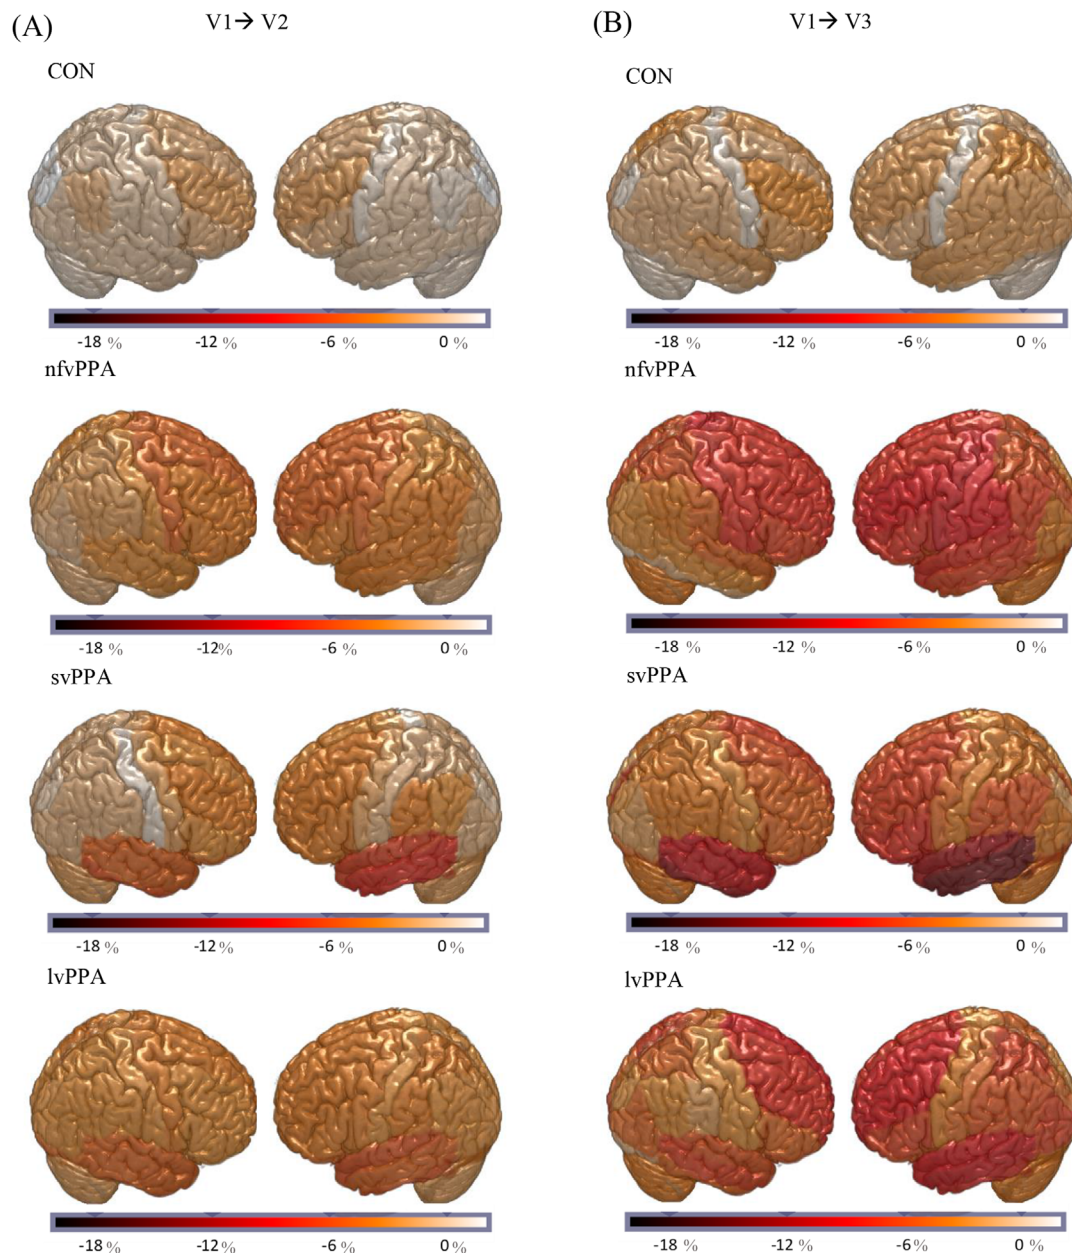 (A) V1→ V2
CON
-18 % -12 % -6 % 0 %
nfvPPA
-18 % -12% -6 % 0 %
svPPA
-18 % -12 % -6 % 0 %
lvPPA
-18 % -12 % -6 % 0 %
(B) V1→ V3
CON
-18 % -12 % -6 % 0 %
nfvPPA
-18 % -12 % -6 % 0 %
svPPA
-18 % -12 % -6 % 0 %
lvPPA
-18 % -12 % -6 % 0 %